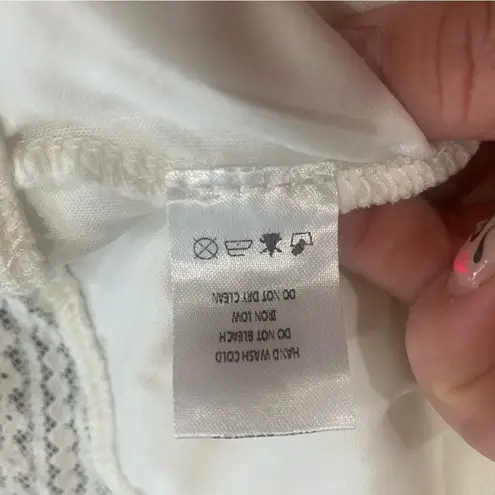 HAND WASH COLD
DO NOT BLEACH
IRON LOW
DO NOT DRY CLEAN